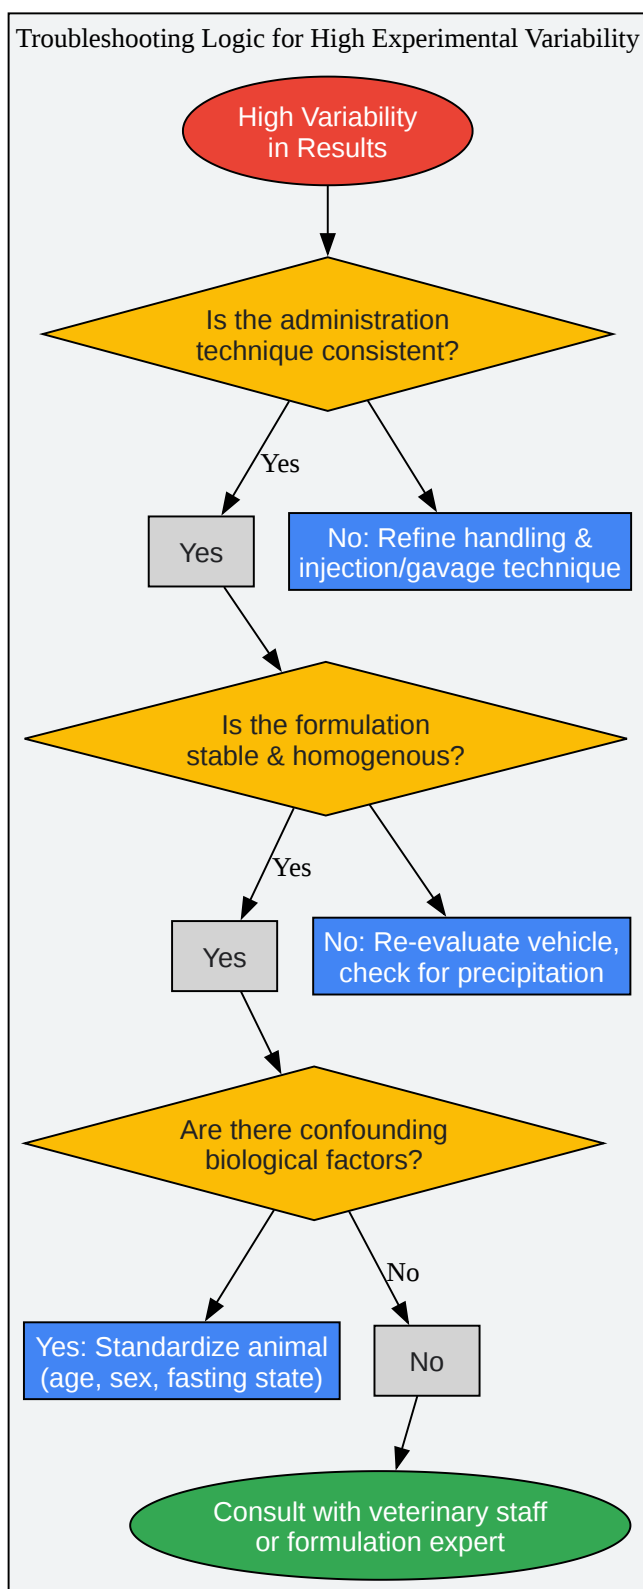 Troubleshooting Logic for High Experimental Variability
High Variability
in Results
Is the administration
technique consistent?
Yes
Yes
No: Refine handling &
injection/gavage technique
Is the formulation
stable & homogenous?
Yes
Yes
No: Re-evaluate vehicle,
check for precipitation
Are there confounding
biological factors?
No
Yes: Standardize animal
(age, sex, fasting state)
No
Consult with veterinary staff
or formulation expert